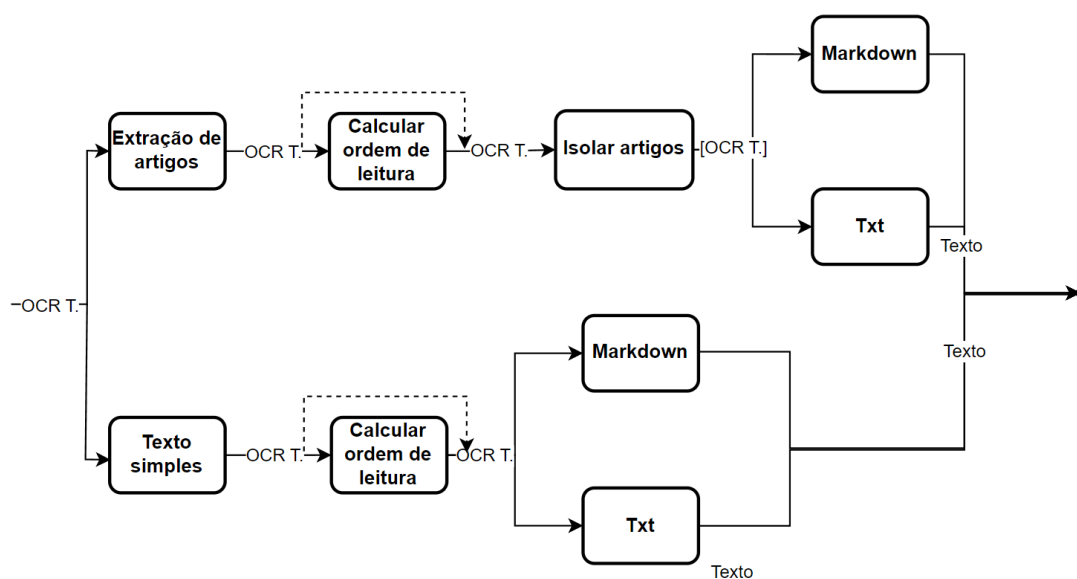 Markdown
Extração de
artigos
OCR T.
Calcular
ordem de
leitura
OCR T.
Isolar artigos
[OCR T.]
Txt
Texto
OCR T.
Markdown
Texto
Texto
simples
OCR T.
Calcular
ordem de
leitura
OCR T.
Txt
Texto